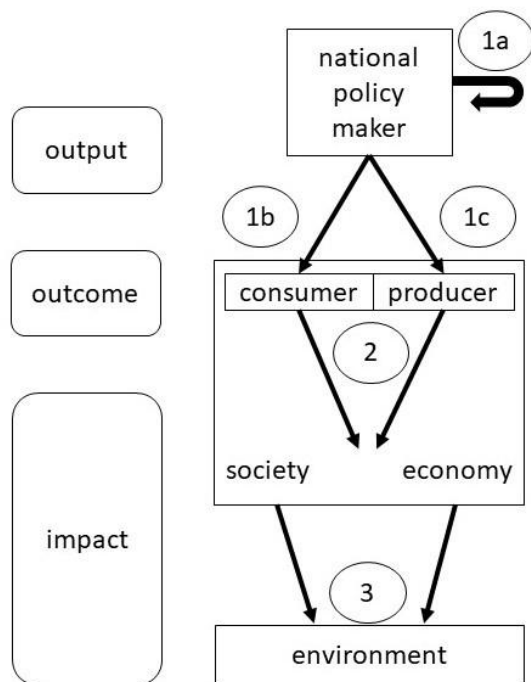 1a
national
policy
maker
output
1b
1c
outcome
consumer producer
2
society economy
impact
3
environment